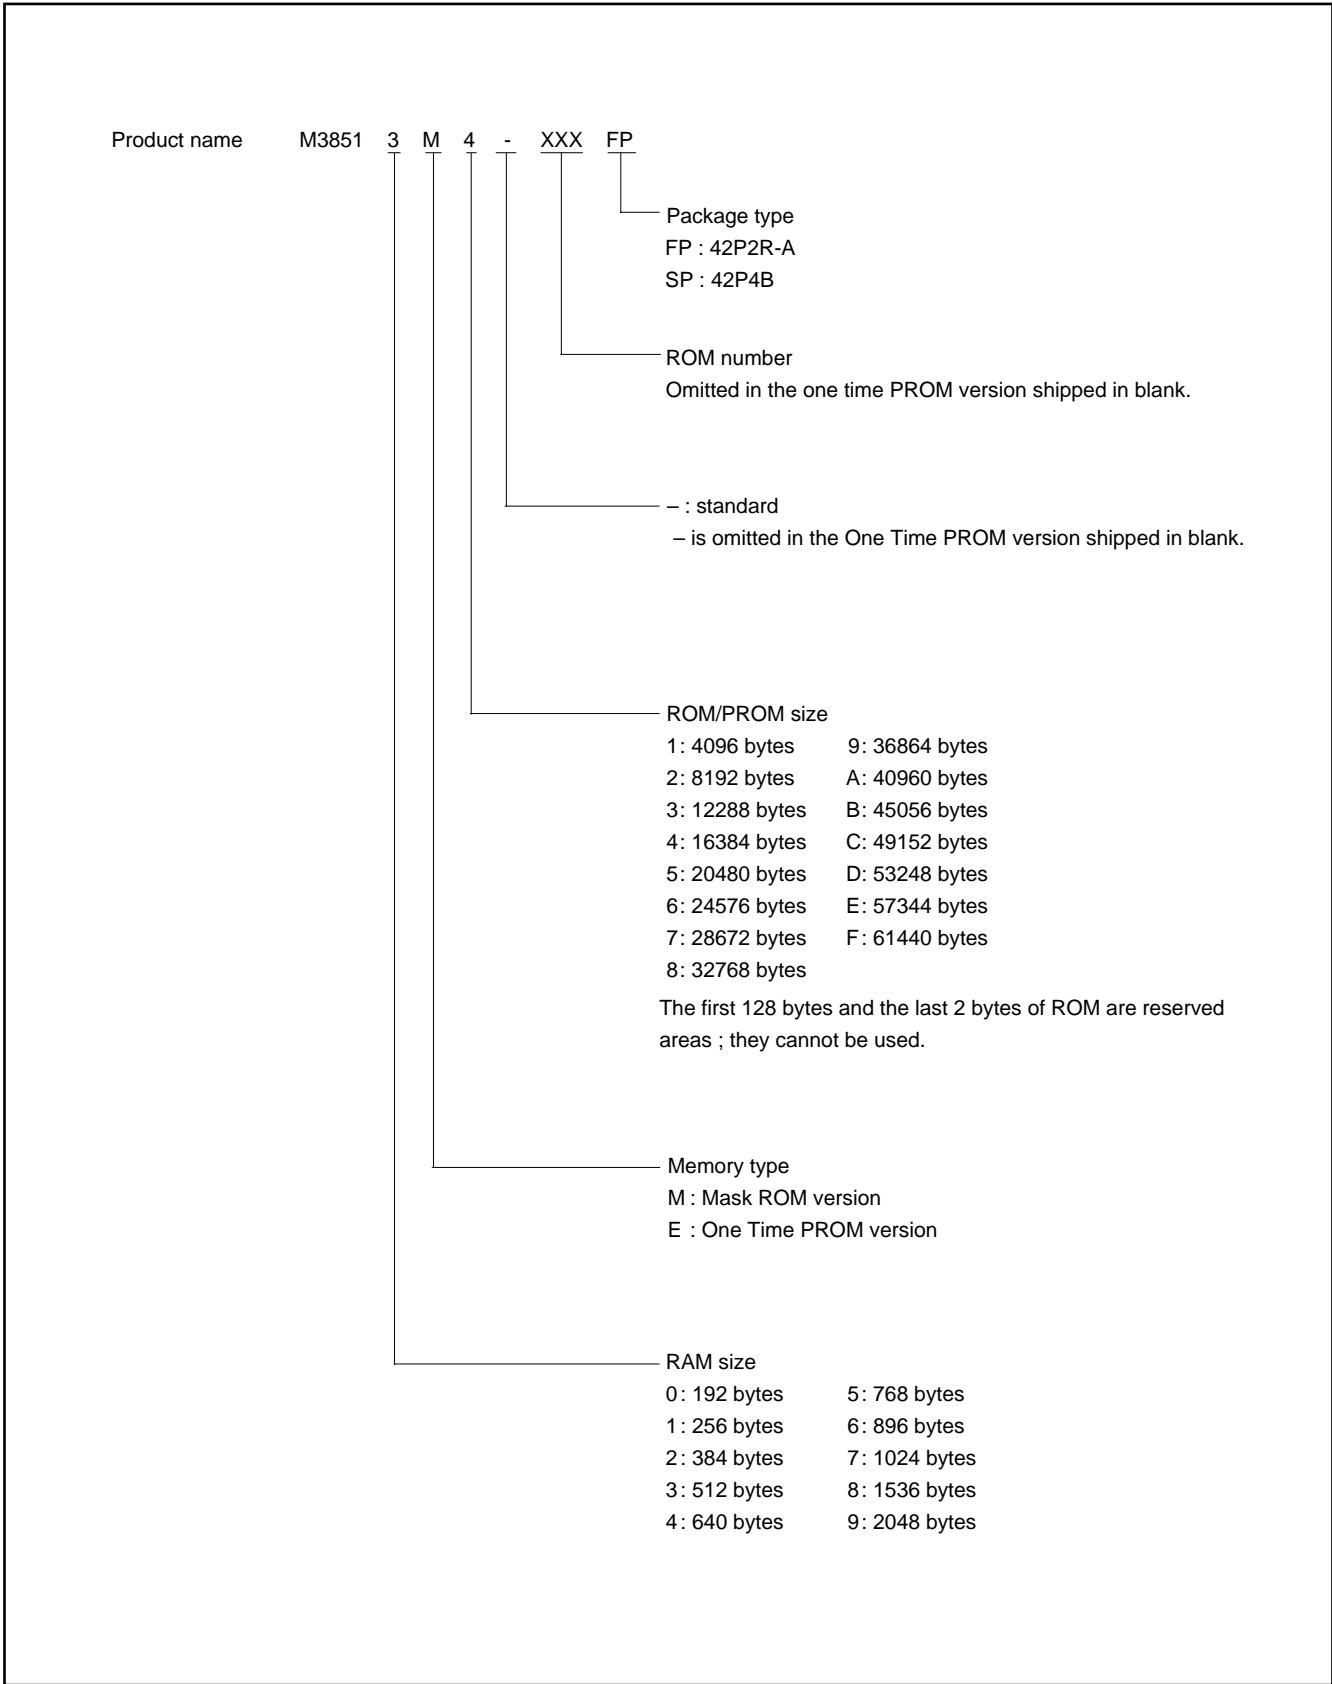 Product name M3851 3 M 4 - XXX FP
Package type
FP : 42P2R-A
SP : 42P4B
ROM number
Omitted in the one time PROM version shipped in blank.
– : standard
– is omitted in the One Time PROM version shipped in blank.
ROM/PROM size
1: 4096 bytes 9: 36864 bytes
2: 8192 bytes A: 40960 bytes
3: 12288 bytes B: 45056 bytes
4: 16384 bytes C: 49152 bytes
5: 20480 bytes D: 53248 bytes
6: 24576 bytes E: 57344 bytes
7: 28672 bytes F: 61440 bytes
8: 32768 bytes
The first 128 bytes and the last 2 bytes of ROM are reserved
areas ; they cannot be used.
Memory type
M : Mask ROM version
E : One Time PROM version
RAM size
0: 192 bytes 5: 768 bytes
1: 256 bytes 6: 896 bytes
2: 384 bytes 7: 1024 bytes
3: 512 bytes 8: 1536 bytes
4: 640 bytes 9: 2048 bytes